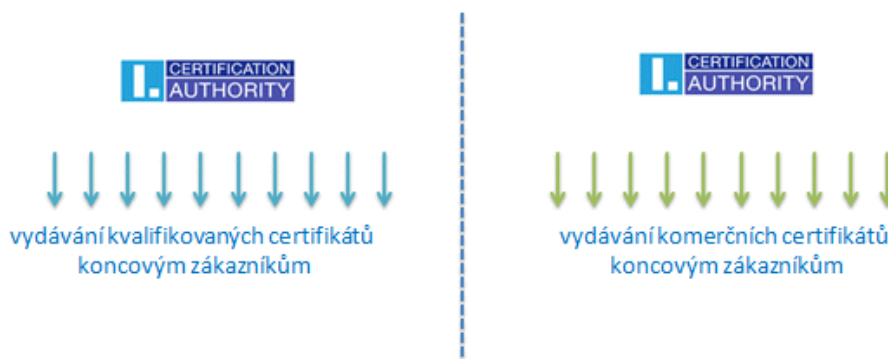 I. CERTIFICATION
AUTHORITY
vydávání kvalifikovaných certifikátů
koncovým zákazníkům
I. CERTIFICATION
AUTHORITY
vydávání komerčních certifikátů
koncovým zákazníkům